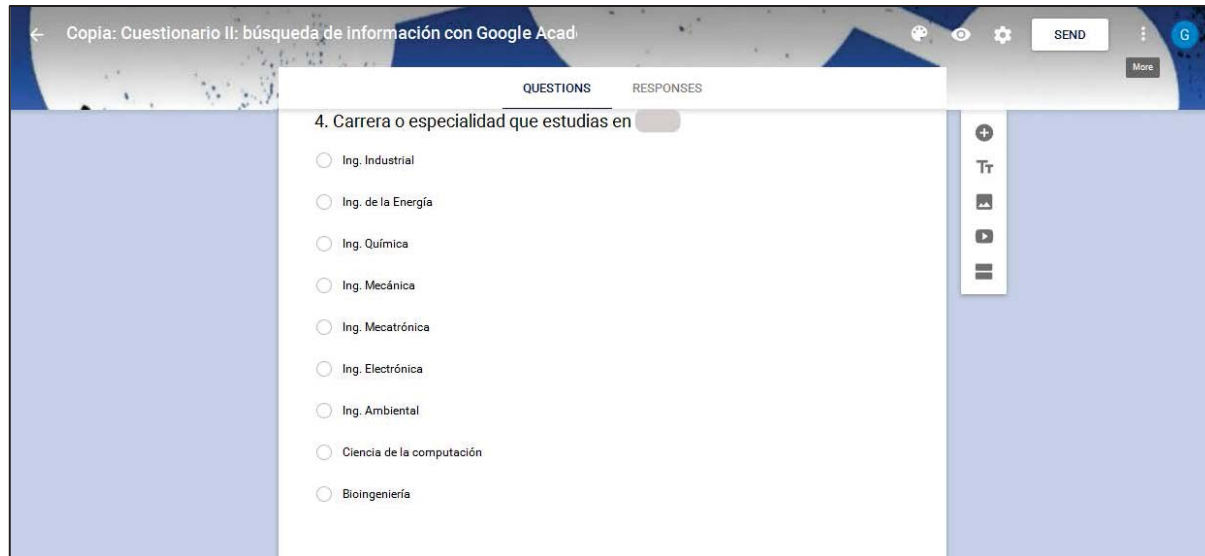 Copia: Cuestionario II: búsqueda de información con Google Acad
SEND
G
More
QUESTIONS RESPONSES
4. Carrera o especialidad que estudias en
Ing. Industrial
Ing. de la Energía
Ing. Química
Ing. Mecánica
Ing. Mecatrónica
Ing. Electrónica
Ing. Ambiental
Ciencia de la computación
Bioingeniería
Tт